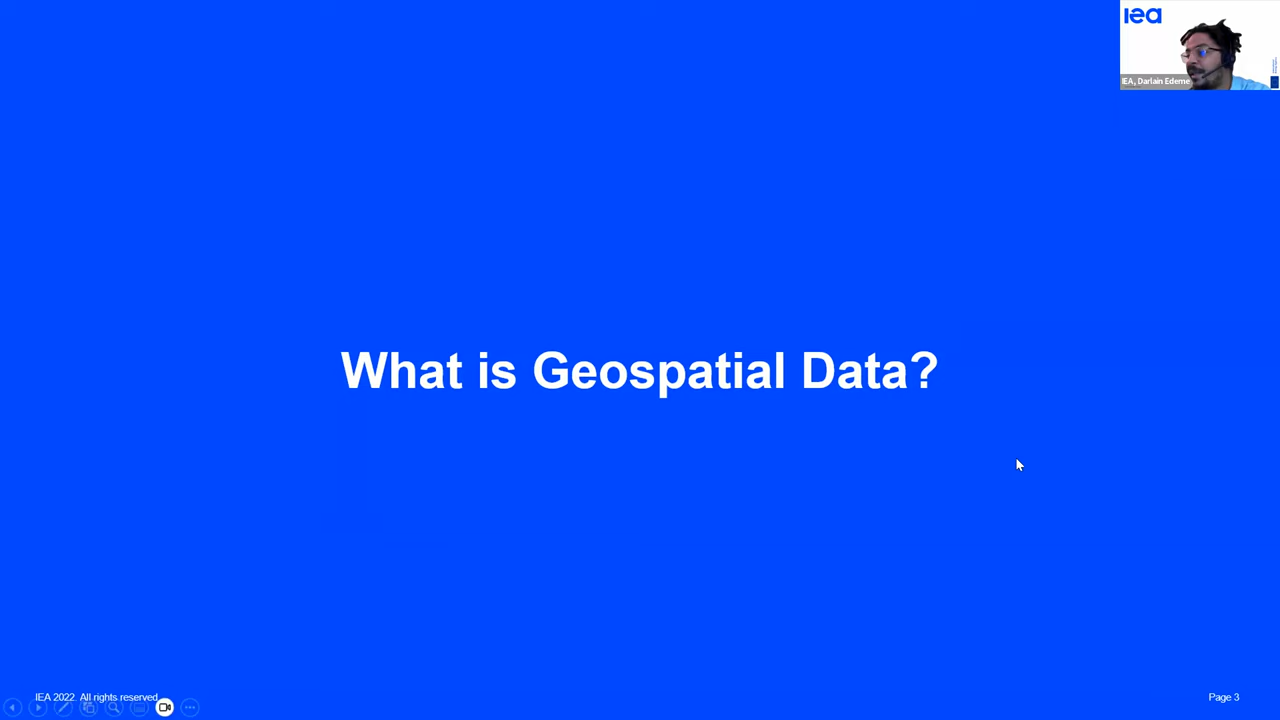 iea
IEA, Darlain Edeme
What is Geospatial Data?
IEA 2022. All rights reserved.
Page 3